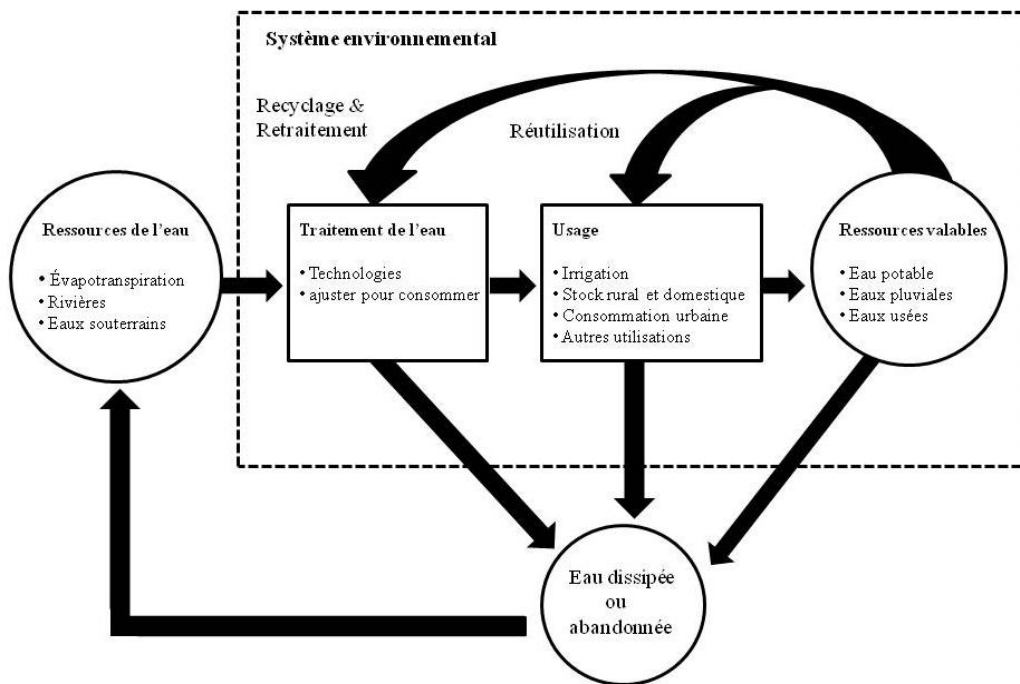 Système environnemental
Recyclage &
Retraitement
Réutilisation
Ressources de l’eau
• Évapotranspiration
• Rivières
• Eaux souterrains
Traitement de l’eau
• Technologies
• ajuster pour consommer
Usage
• Irrigation
• Stock rural et domestique
• Consommation urbaine
• Autres utilisations
Ressources valables
• Eau potable
• Eaux pluviales
• Eaux usées
Eau dissipée
ou
abandonnée